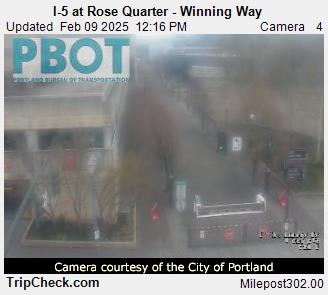 I-5 at Rose Quarter - Winning Way
Updated Feb 09 2025 12:16 PM Camera 4
PBOT
PORTLAND BUREAU OF TRANSPORTATION
Camera courtesy of the City of Portland
TripCheck.com Milepost302.00